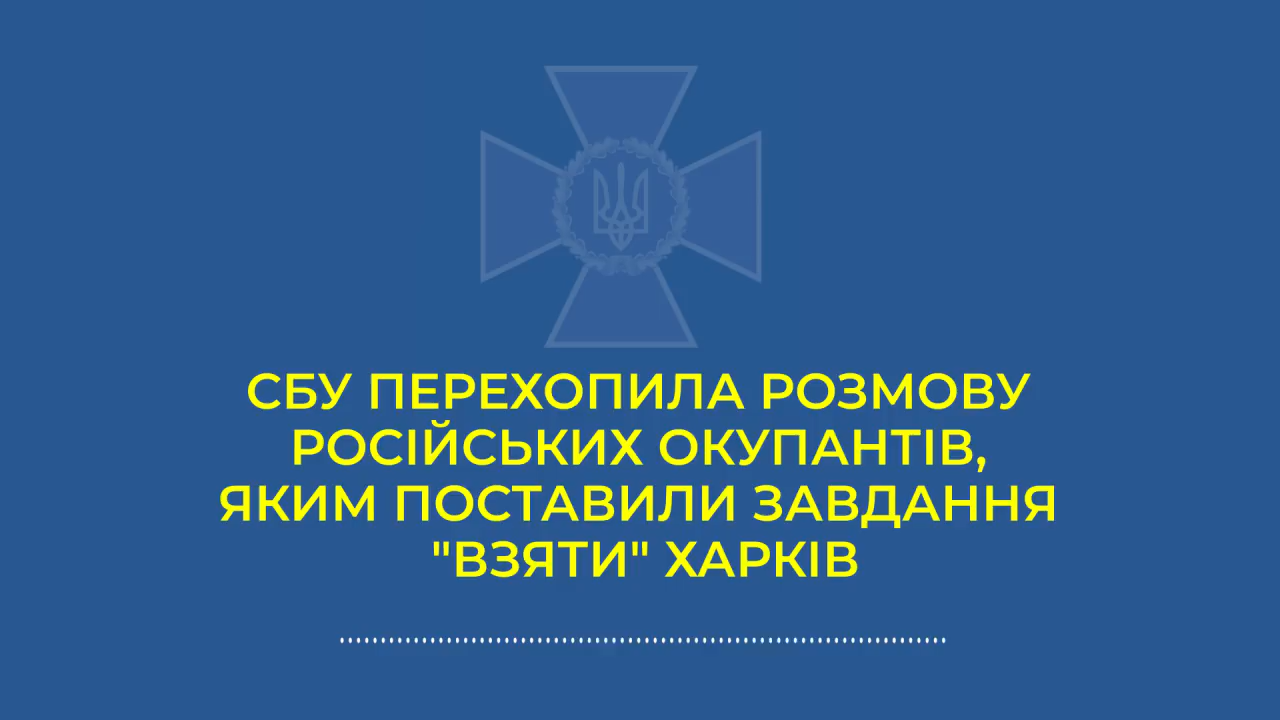 СБУ ПЕРЕХОПИЛА РОЗМОВУ
РОСІЙСЬКИХ ОКУПАНТІВ,
ЯКИМ ПОСТАВИЛИ ЗАВДАННЯ
"ВЗЯТИ" ХАРКІВ